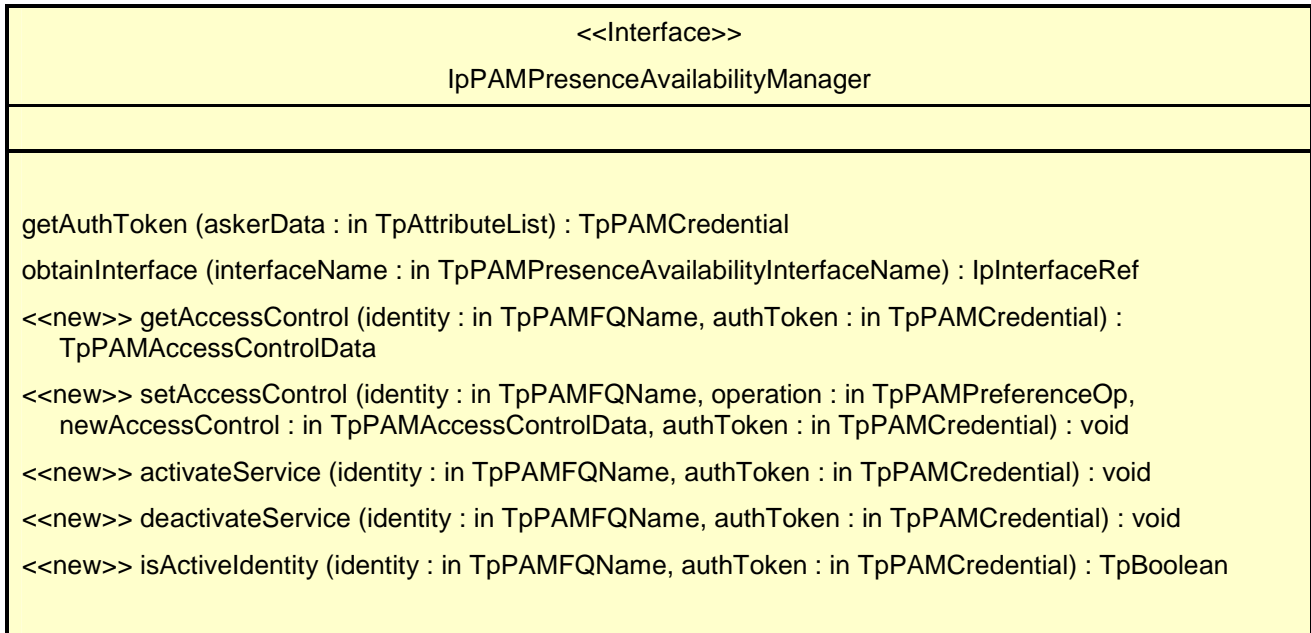 <<Interface>>
IpPAMPresenceAvailabilityManager
getAuthToken (askerData : in TpAttributeList) : TpPAMCredential
obtainInterface (interfaceName : in TpPAMPresenceAvailabilityInterfaceName) : IpInterfaceRef
<<new>> getAccessControl (identity : in TpPAMFQName, authToken : in TpPAMCredential) :
TpPAMAccessControlData
<<new>> setAccessControl (identity : in TpPAMFQName, operation : in TpPAMPreferenceOp,
newAccessControl : in TpPAMAccessControlData, authToken : in TpPAMCredential) : void
<<new>> activateService (identity : in TpPAMFQName, authToken : in TpPAMCredential) : void
<<new>> deactivateService (identity : in TpPAMFQName, authToken : in TpPAMCredential) : void
<<new>> isActiveIdentity (identity : in TpPAMFQName, authToken : in TpPAMCredential) : TpBoolean